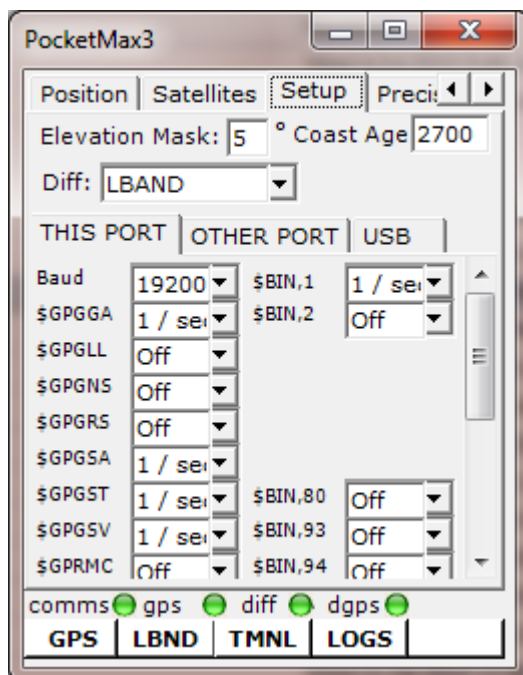 PocketMax3
Position Satellites Setup Preci
Elevation Mask: 5 ° Coast Age 2700
Diff: LBAND
THIS PORT OTHER PORT USB
Baud 19200 $BIN,1 1 / se
$GPGGA 1 / se $BIN,2 Off
$GPGLL Off
$GPGNS Off
$GPGRS Off
$GPGSA 1 / se
$GPGST 1 / se $BIN,80 Off
$GPGSV 1 / se $BIN,93 Off
$GPRMC Off $BIN,94 Off
comms gps diff dgps
GPS LBND TMNL LOGS